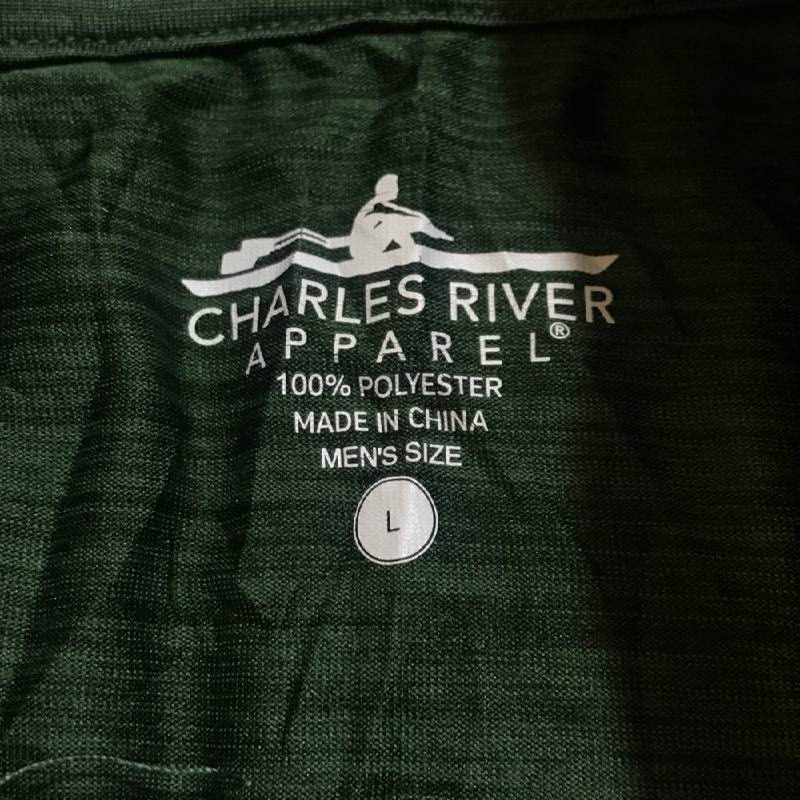 CHARLES RIVER
APPAREL®
100% POLYESTER
MADE IN CHINA
MEN'S SIZE
L